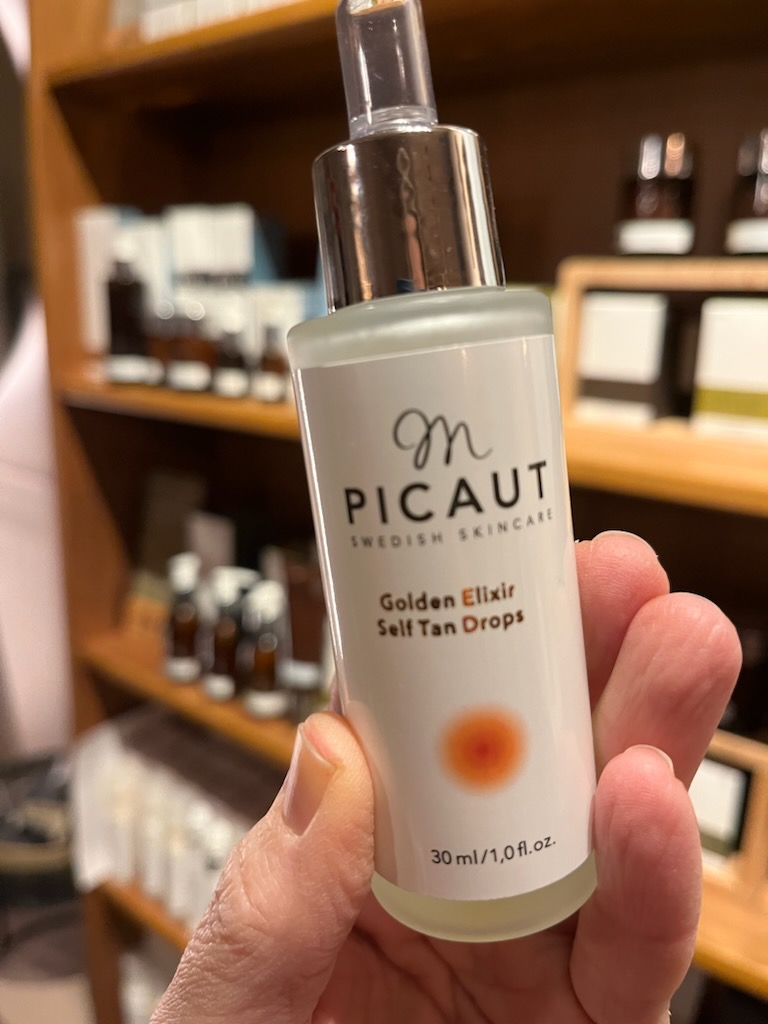 m
PICAUT
SWEDISH SKINCARE
Golden Elixir
Self Tan Drops
30 ml/1,0 fl.oz.